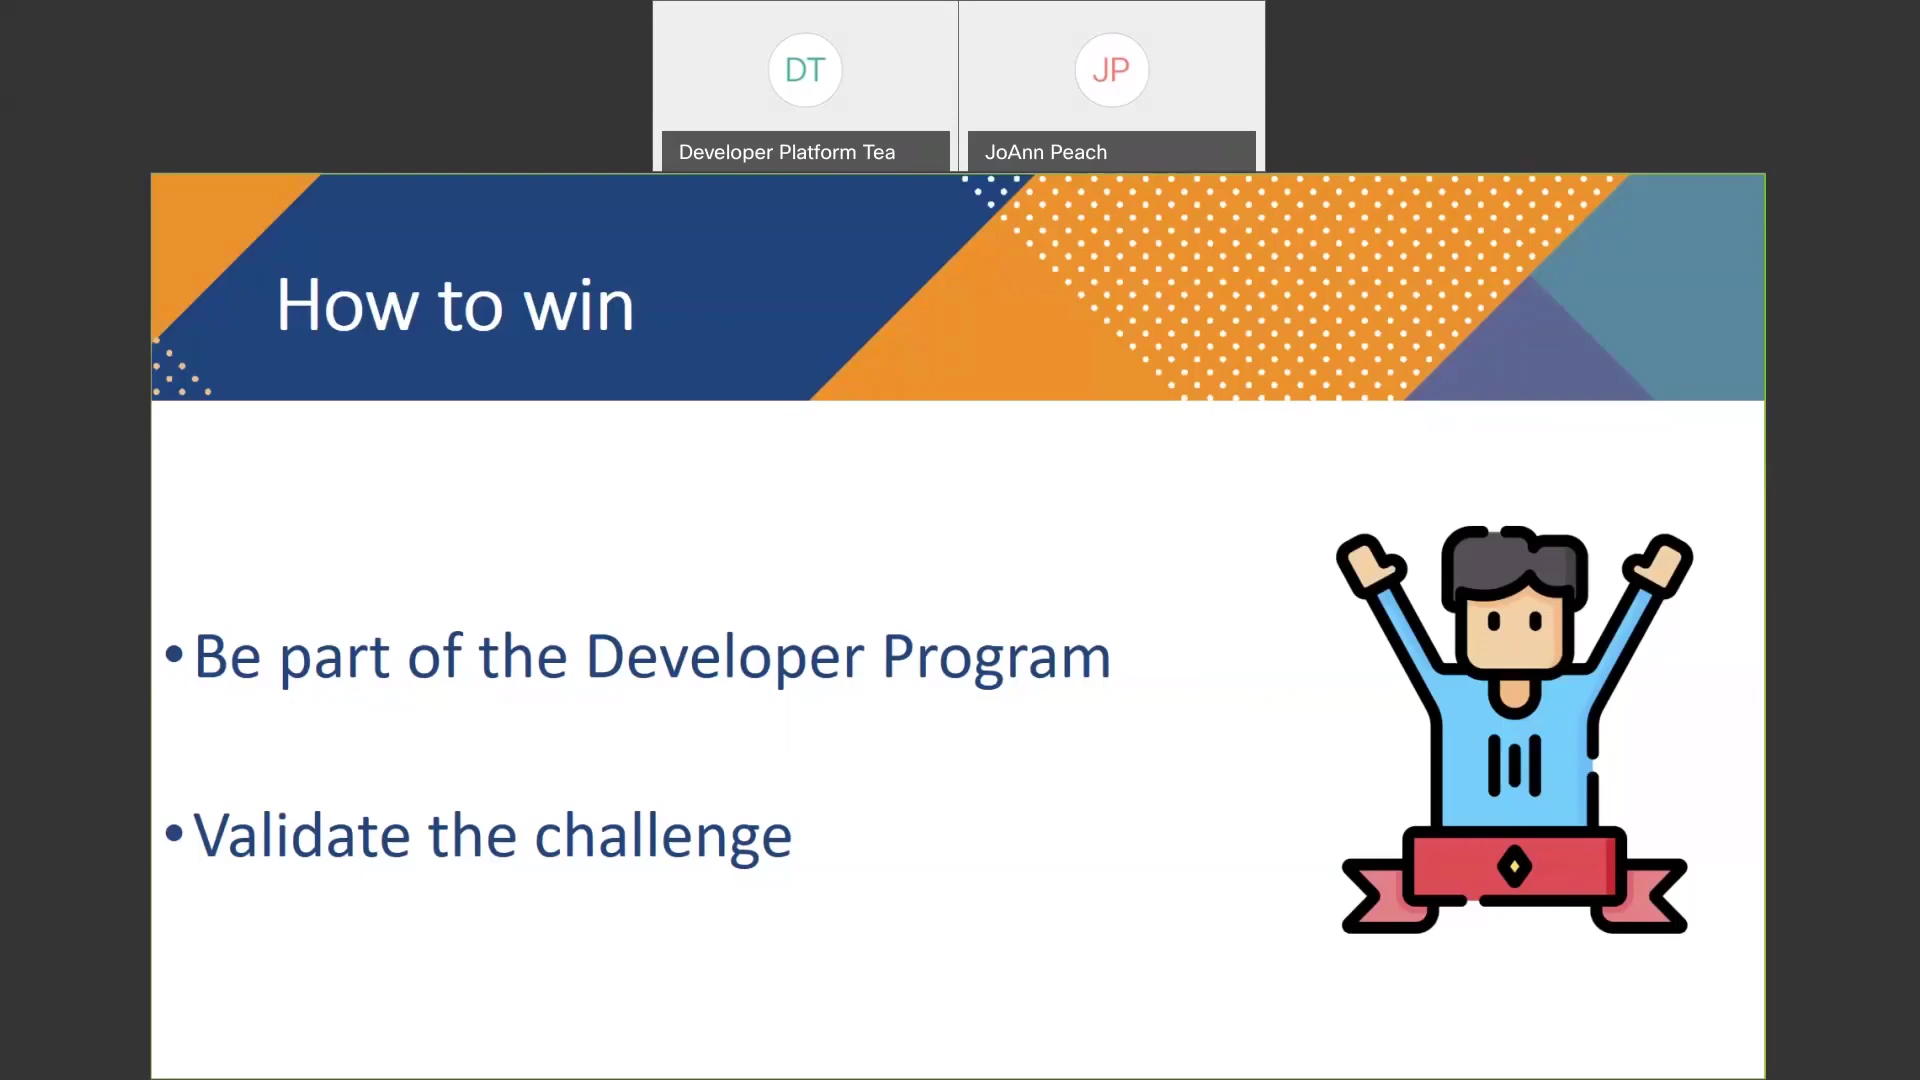 DT
JP
Developer Platform Tea
JoAnn Peach
How to win
• Be part of the Developer Program
• Validate the challenge